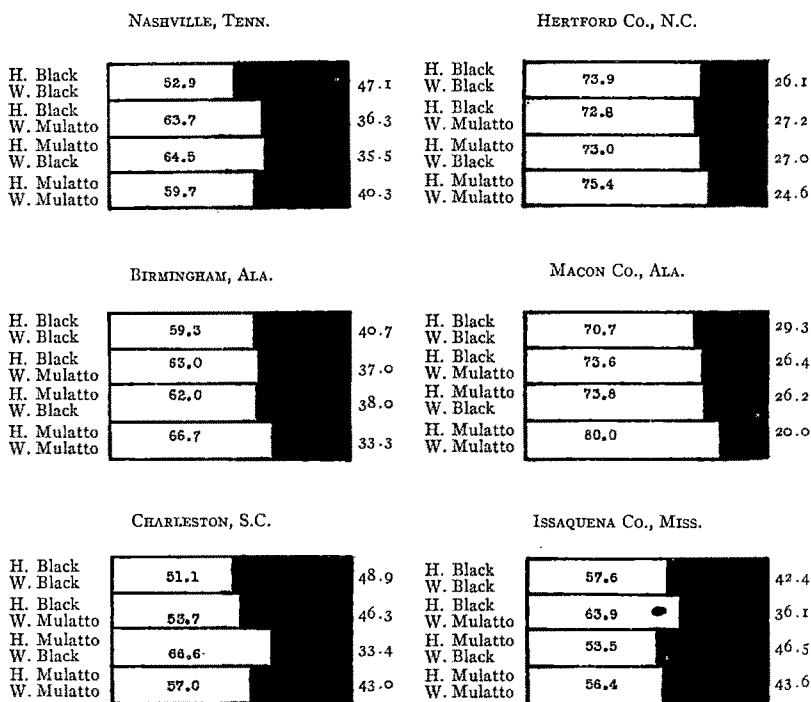 NASHVILLE, TENN.
H. Black
W. Black
52.9
47.1
H. Black
W. Mulatto
63.7
36.3
H. Mulatto
W. Black
64.5
35.5
H. Mulatto
W. Mulatto
59.7
40.3
HERTFORD CO., N.C.
H. Black
W. Black
73.9
26.1
H. Black
W. Mulatto
72.8
27.2
H. Mulatto
W. Black
73.0
27.0
H. Mulatto
W. Mulatto
75.4
24.6
BIRMINGHAM, ALA.
H. Black
W. Black
59.3
40.7
H. Black
W. Mulatto
63.0
37.0
H. Mulatto
W. Black
62.0
38.0
H. Mulatto
W. Mulatto
66.7
33.3
MACON CO., ALA.
H. Black
W. Black
70.7
29.3
H. Black
W. Mulatto
73.6
26.4
H. Mulatto
W. Black
73.8
26.2
H. Mulatto
W. Mulatto
80.0
20.0
CHARLESTON, S.C.
H. Black
W. Black
51.1
48.9
H. Black
W. Mulatto
53.7
46.3
H. Mulatto
W. Black
66.6
33.4
H. Mulatto
W. Mulatto
57.0
43.0
ISSAQUENA CO., MISS.
H. Black
W. Black
57.6
42.4
H. Black
W. Mulatto
63.9
36.1
H. Mulatto
W. Black
53.5
46.5
H. Mulatto
W. Mulatto
56.4
43.6